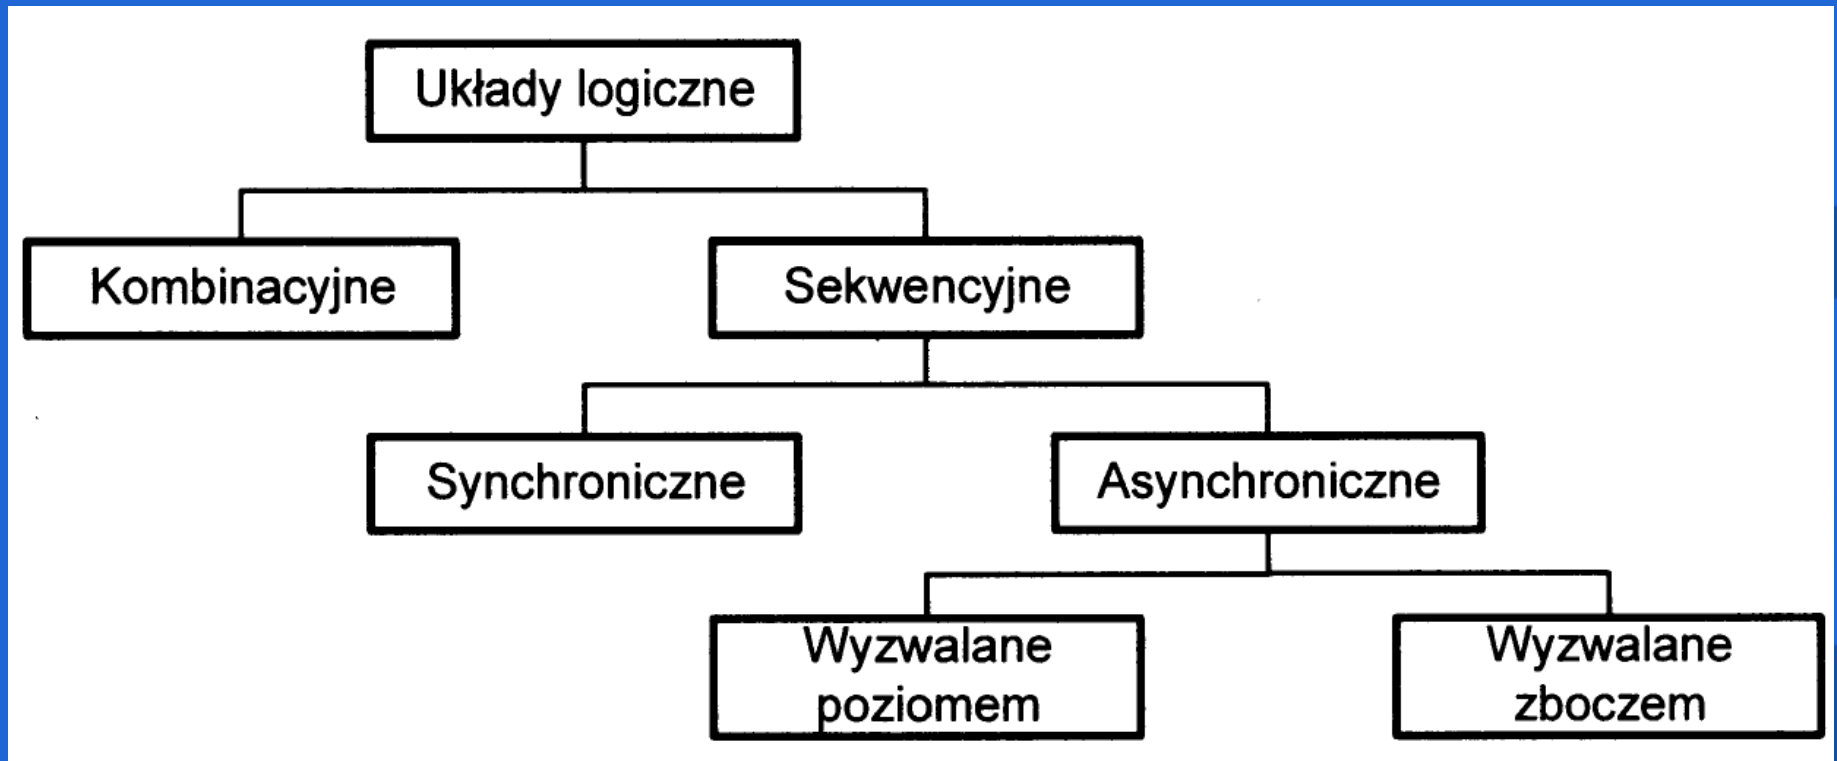 Układy logiczne
Kombinacyjne
Sekwencyjne
Synchroniczne
Asynchroniczne
Wyzwalane
poziomem
Wyzwalane
zboczem